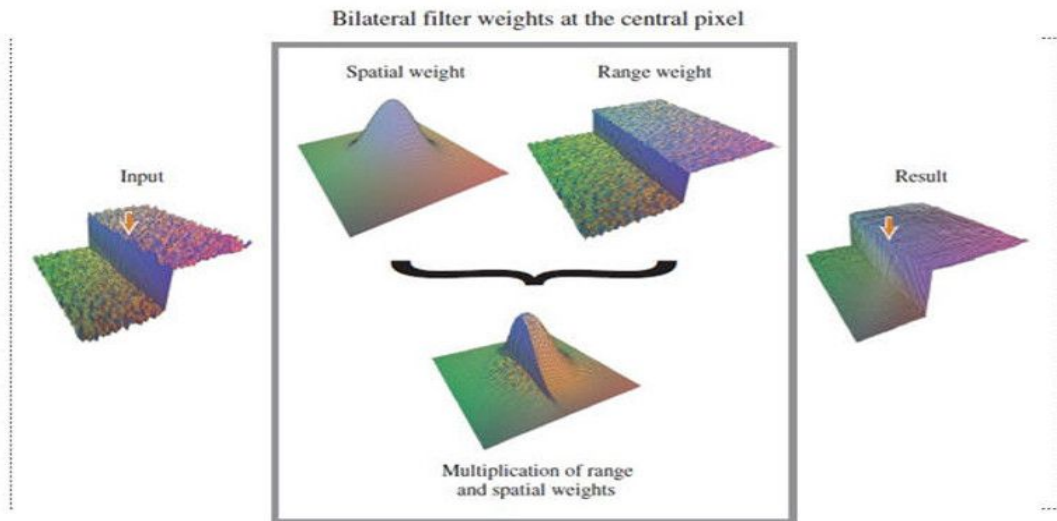 Bilateral filter weights at the central pixel
Spatial weight
Range weight
Input
Result
Multiplication of range
and spatial weights